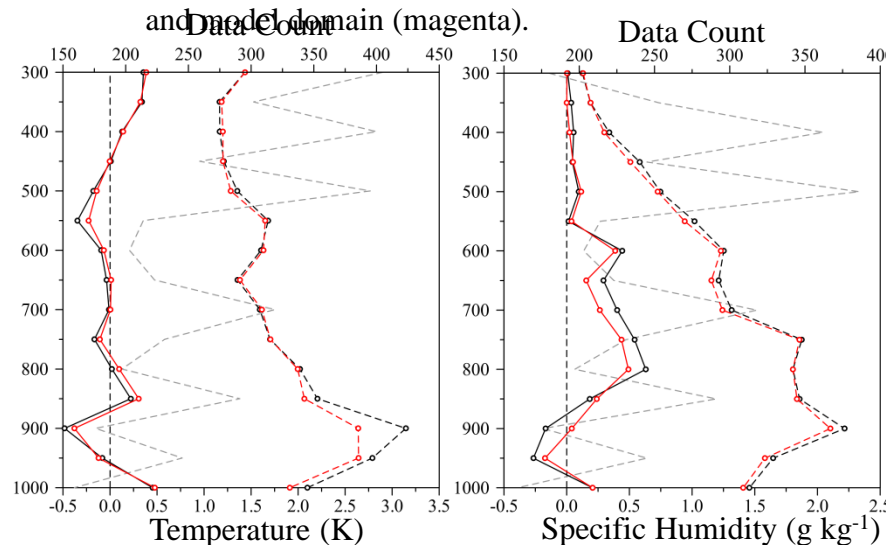 and model domain (magenta).
Data Count Data Count
150 200 250 300 350 400 450 150 200 250 300 350 400
300 300
400 400
500 500
600 600
700 700
800 800
900 900
1000 1000
-0.5 0.0 0.5 1.0 1.5 2.0 2.5 3.0 3.5 -0.5 0.0 0.5 1.0 1.5 2.0 2.5
Temperature (K) Specific Humidity (g kg-1)